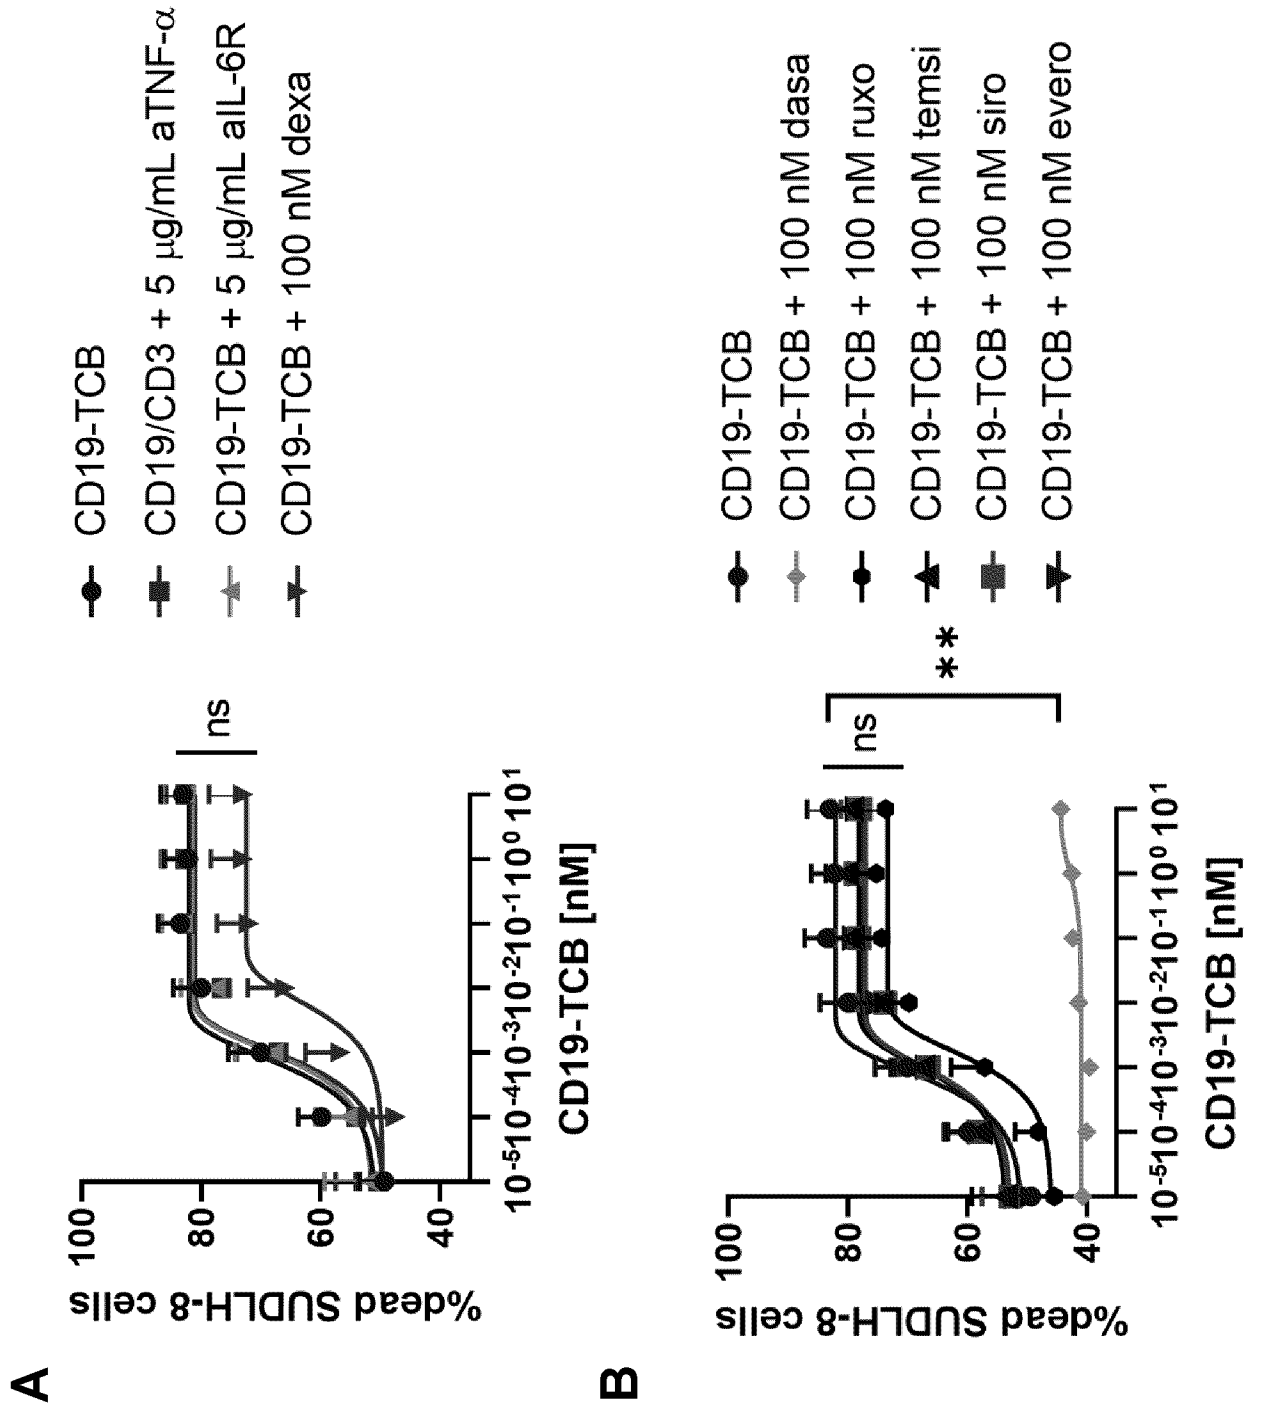 A
%dead SUDLH-8 cells
100
80
60
40
10-5 10-4 10-3 10-2 10-1 100 101
CD19-TCB [nM]
ns
CD19-TCB
CD19/CD3 + 5 µg/mL aTNF-α
CD19-TCB + 5 µg/mL aIL-6R
CD19-TCB + 100 nM dexa
B
%dead SUDLH-8 cells
100
80
60
40
10-5 10-4 10-3 10-2 10-1 100 101
CD19-TCB [nM]
ns
**
CD19-TCB
CD19-TCB + 100 nM dasa
CD19-TCB + 100 nM ruxo
CD19-TCB + 100 nM temsi
CD19-TCB + 100 nM siro
CD19-TCB + 100 nM evero